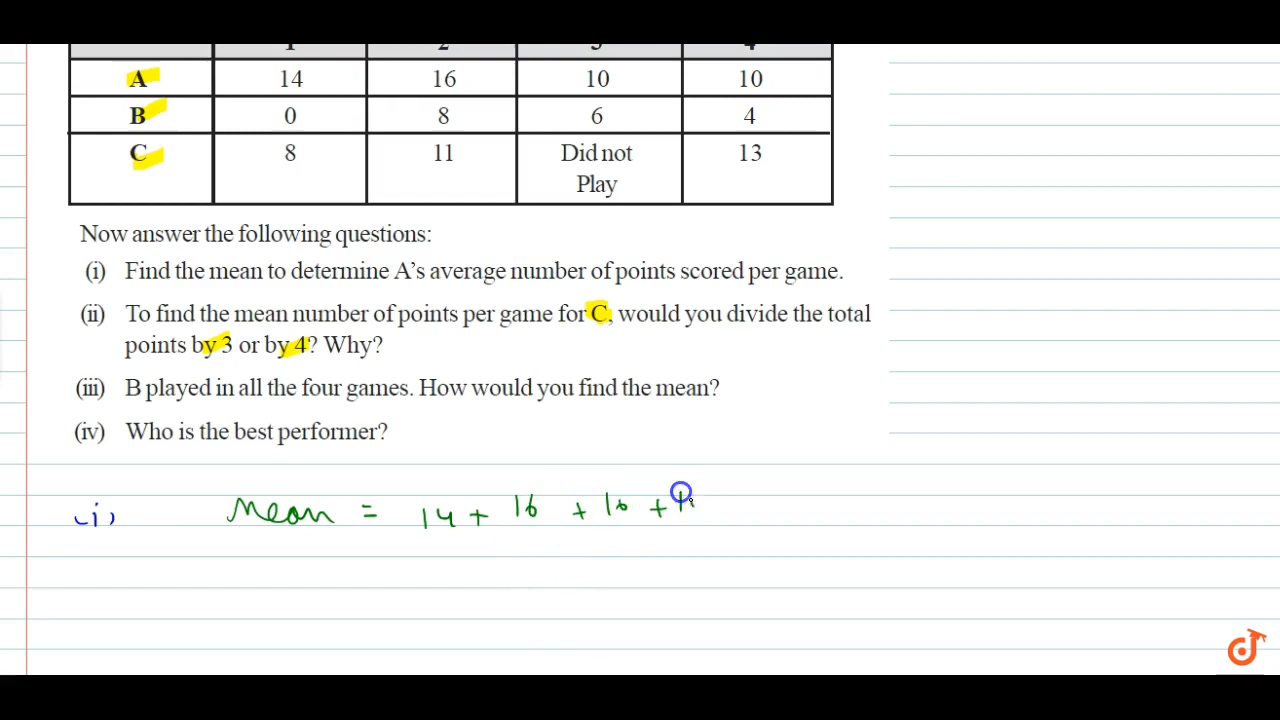 1 2 3 4
A 14 16 10 10
B 0 8 6 4
C 8 11 Did not 13
Play
Now answer the following questions:
(i) Find the mean to determine A's average number of points scored per game.
(ii) To find the mean number of points per game for C, would you divide the total
points by 3 or by 4? Why?
(iii) B played in all the four games. How would you find the mean?
(iv) Who is the best performer?
(i) Mean = 14 + 16 + 10 +